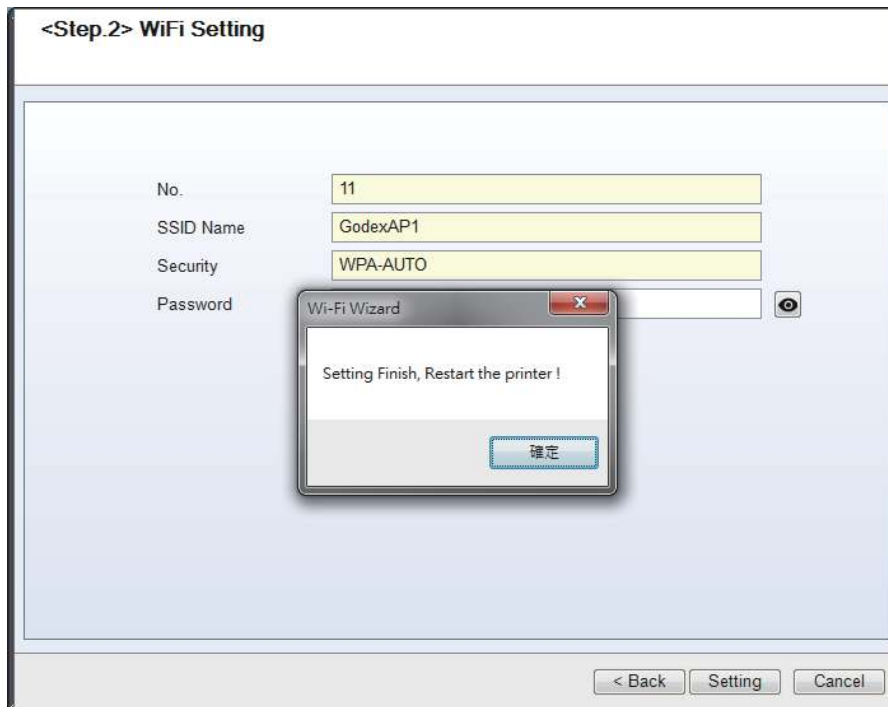 <Step.2> WiFi Setting
No. 11
SSID Name GodexAP1
Security WPA-AUTO
Password
Wi-Fi Wizard
Setting Finish, Restart the printer !
確定
< Back Setting Cancel